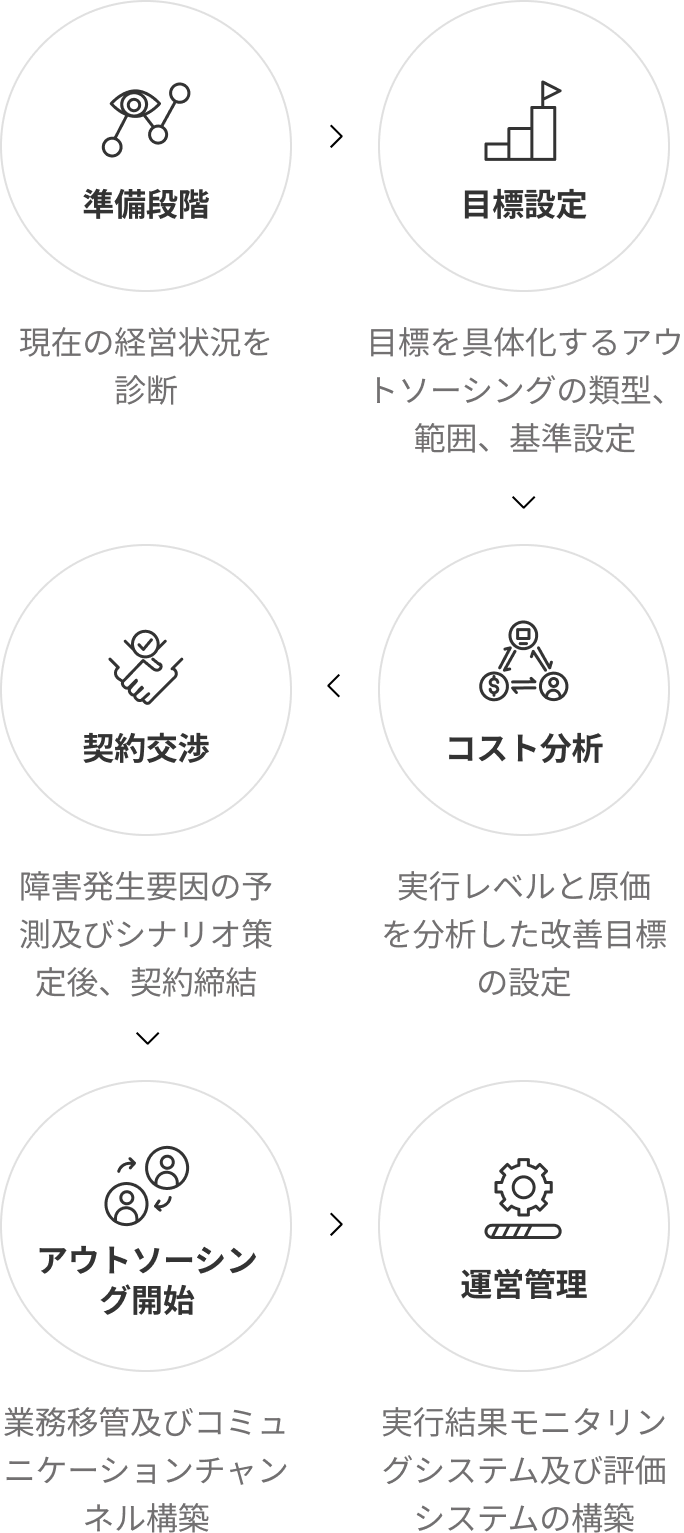 準備段階
現在の経営状況を
診断
目標設定
目標を具体化するアウ
トソーシングの類型、
範囲、基準設定
コスト分析
実行レベルと原価
を分析した改善目標
の設定
契約交渉
障害発生要因の予
測及びシナリオ策
定後、契約締結
アウトソーシン
グ開始
業務移管及びコミュ
ニケーションチャン
ネル構築
運営管理
実行結果モニタリン
グシステム及び評価
システムの構築